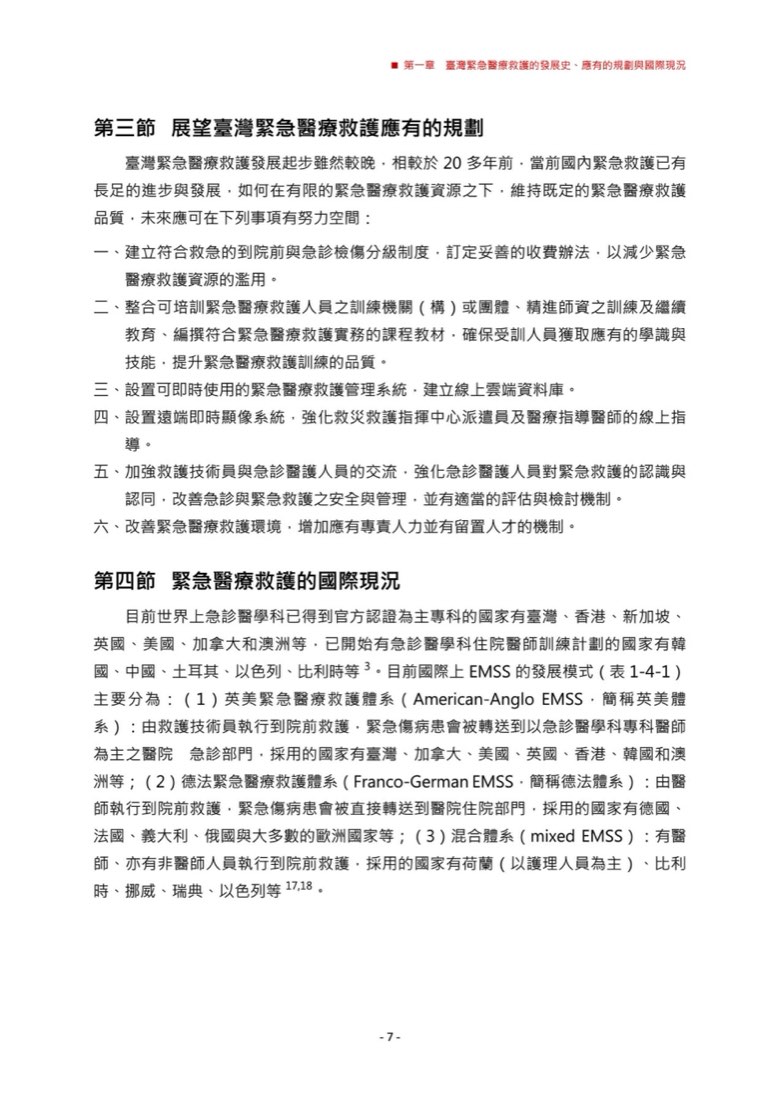 ■ 第一章　臺灣緊急醫療救護的發展史、應有的規劃與國際現況
第三節　展望臺灣緊急醫療救護應有的規劃
臺灣緊急醫療救護發展起步雖然較晚，相較於 20 多年前，當前國內緊急救護已有
長足的進步與發展，如何在有限的緊急醫療救護資源之下，維持既定的緊急醫療救護
品質，未來應可在下列事項有努力空間：
一、建立符合救急的到院前與急診檢傷分級制度，訂定妥善的收費辦法，以減少緊急
醫療救護資源的濫用。
二、整合可培訓緊急醫療救護人員之訓練機關（構）或團體、精進師資之訓練及繼續
教育、編撰符合緊急醫療救護實務的課程教材，確保受訓人員獲取應有的學識與
技能，提升緊急醫療救護訓練的品質。
三、設置可即時使用的緊急醫療救護管理系統，建立線上雲端資料庫。
四、設置遠端即時顯像系統，強化救災救護指揮中心派遣員及醫療指導醫師的線上指
導。
五、加強救護技術員與急診醫護人員的交流，強化急診醫護人員對緊急救護的認識與
認同，改善急診與緊急救護之安全與管理，並有適當的評估與檢討機制。
六、改善緊急醫療救護環境，增加應有專責人力並有留置人才的機制。
第四節　緊急醫療救護的國際現況
目前世界上急診醫學科已得到官方認證為主專科的國家有臺灣、香港、新加坡、
英國、美國、加拿大和澳洲等，已開始有急診醫學科住院醫師訓練計劃的國家有韓
國、中國、土耳其、以色列、比利時等 3。目前國際上 EMSS 的發展模式（表 1-4-1）
主要分為：（1）英美緊急醫療救護體系（American-Anglo EMSS，簡稱英美體
系）：由救護技術員執行到院前救護，緊急傷病患會被轉送到以急診醫學科專科醫師
為主之醫院　急診部門，採用的國家有臺灣、加拿大、美國、英國、香港、韓國和澳
洲等；（2）德法緊急醫療救護體系（Franco-German EMSS，簡稱德法體系）：由醫
師執行到院前救護，緊急傷病患會被直接轉送到醫院住院部門，採用的國家有德國、
法國、義大利、俄國與大多數的歐洲國家等；（3）混合體系（mixed EMSS）：有醫
師、亦有非醫師人員執行到院前救護，採用的國家有荷蘭（以護理人員為主）、比利
時、挪威、瑞典、以色列等 17,18。
- 7 -